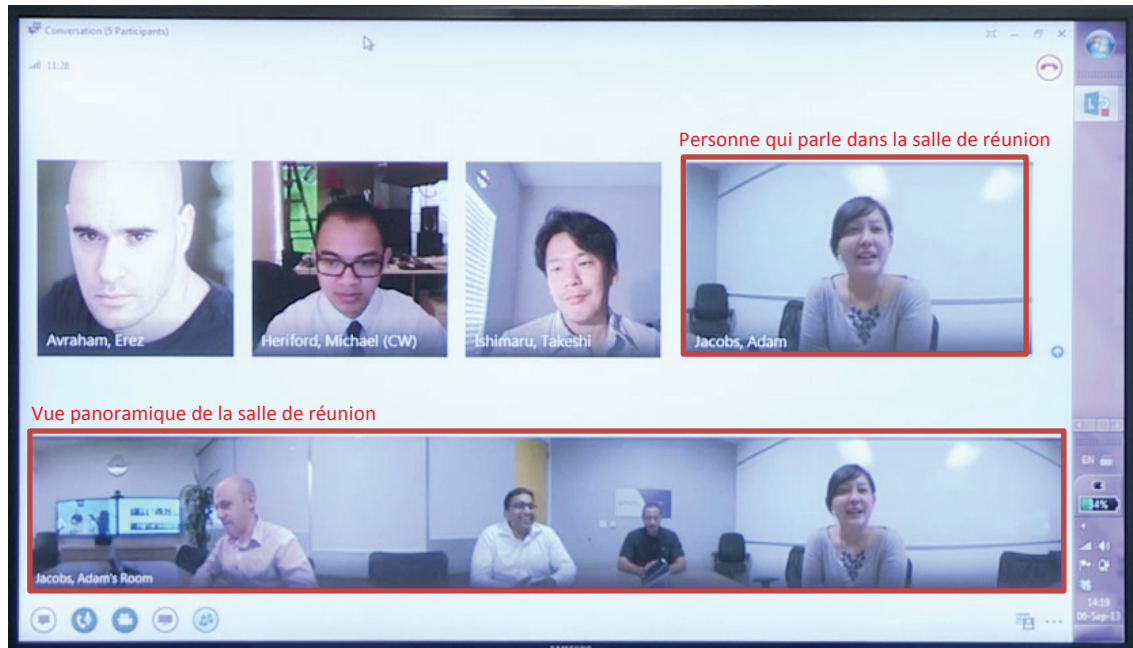 Conversation (5 Participants)
11:28
Personne qui parle dans la salle de réunion
Avraham, Erez
Heriford, Michael (CW)
Ishimaru, Takeshi
Jacobs, Adam
Vue panoramique de la salle de réunion
Jacobs, Adam's Room
EN
34%
14:19
06-Sep-13
SAMSUNG